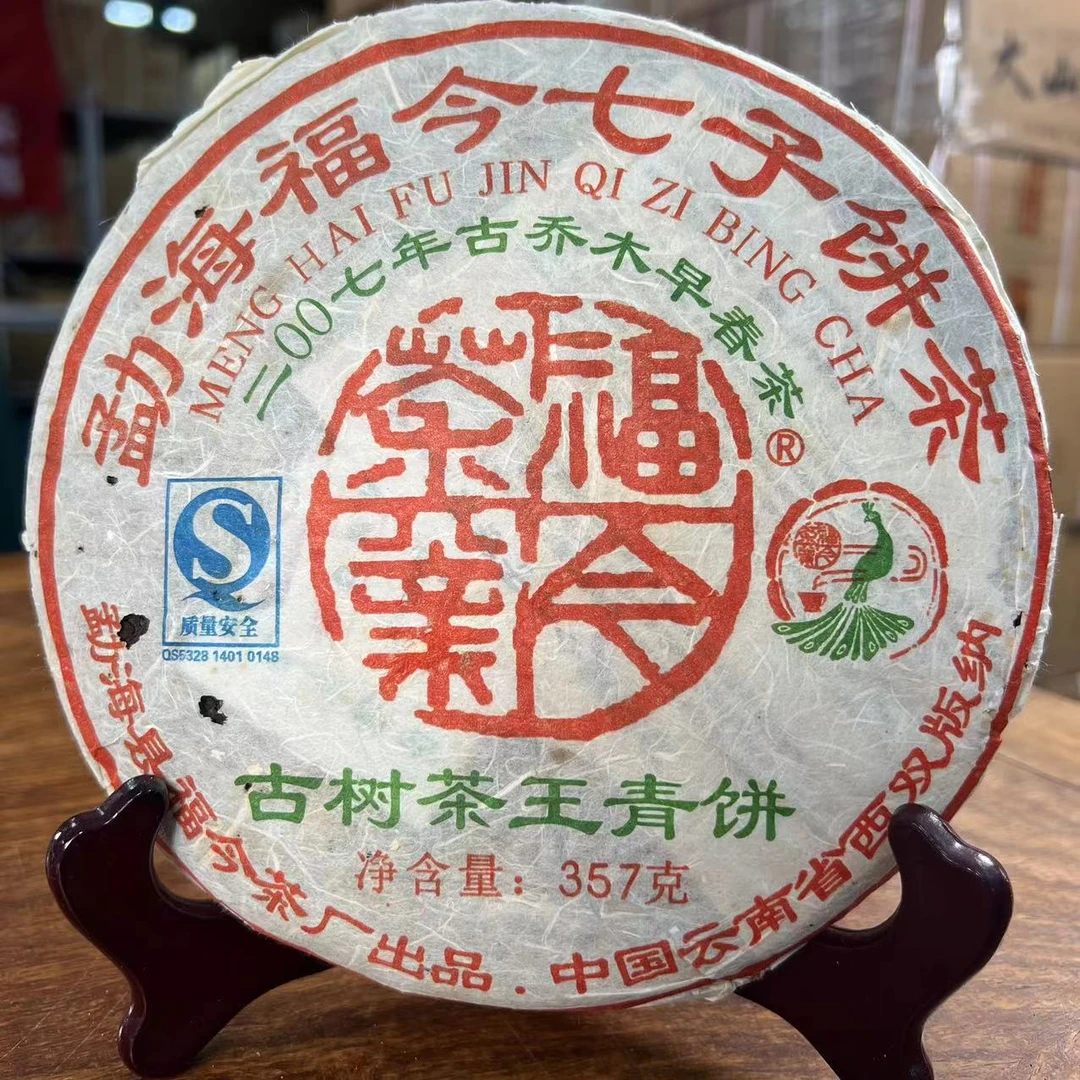 勐海福今七子饼茶
MENG HAI FU JIN QI ZI BING CHA
二00七年古乔木早春茶
福今茶業
®
S
质量安全
QS5328 1401 0148
古树茶王青饼
净含量：357克
勐海县福今茶厂出品．中国云南省西双版纳